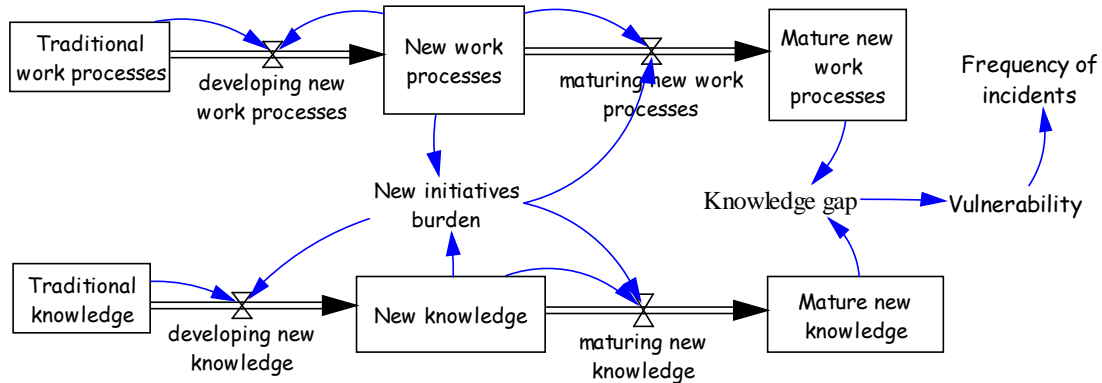 Traditional
work processes
developing new
work processes
New work
processes
maturing new work
processes
Mature new
work
processes
Frequency of
incidents
New initiatives
burden
Knowledge gap
Vulnerability
Traditional
knowledge
developing new
knowledge
New knowledge
maturing new
knowledge
Mature new
knowledge